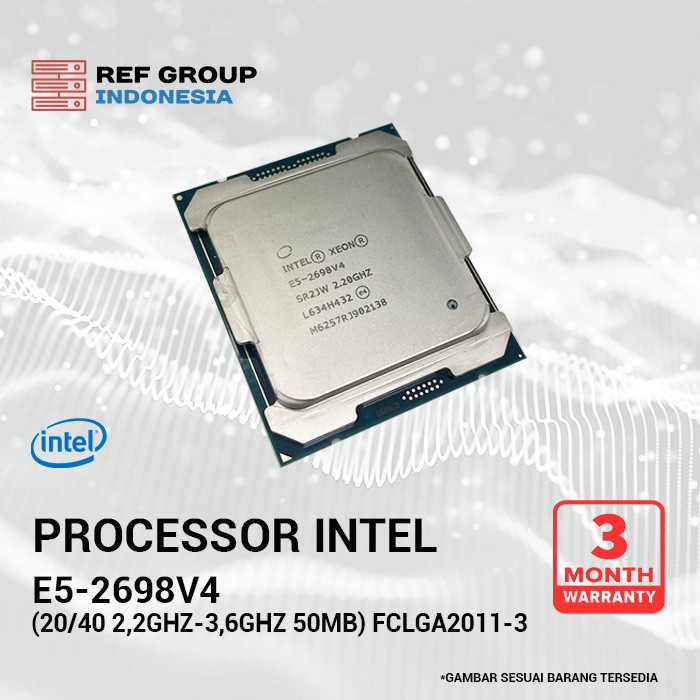 REF GROUP
INDONESIA
INTEL® XEON®
E5-2698V4
SR2JW 2.20GHZ
L634H432 e4
M6257RJ902138
intel
PROCESSOR INTEL
E5-2698V4
(20/40 2,2GHZ-3,6GHZ 50MB) FCLGA2011-3
3
MONTH
WARRANTY
*GAMBAR SESUAI BARANG TERSEDIA